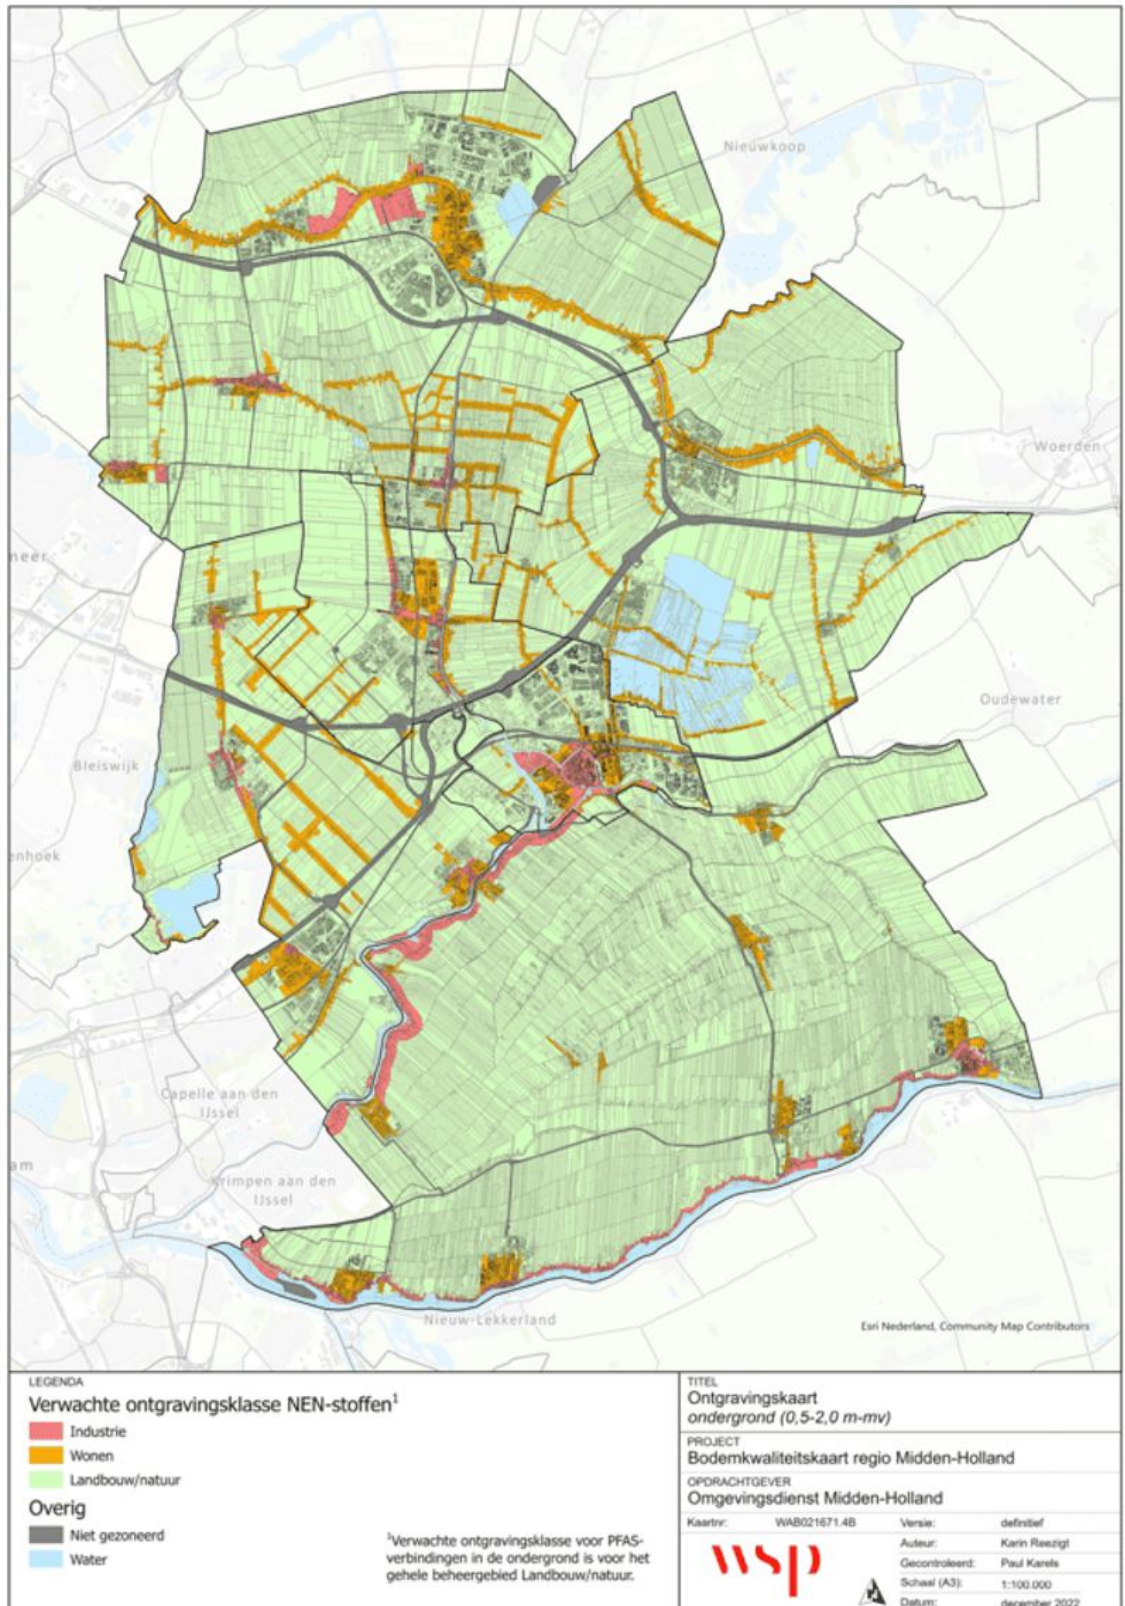 Nieuwkoop
Woerden
neer
Oudewater
Bleiswijk
enhoek
Capelle aan den
IJssel
am
Krimpen aan den
IJssel
Nieuw-Lekkerland
Esri Nederland, Community Map Contributors
LEGENDA
Verwachte ontgravingsklasse NEN-stoffen¹
Industrie
Wonen
Landbouw/natuur
Overig
Niet gezoneerd
Water
¹Verwachte ontgravingsklasse voor PFAS-
verbindingen in de ondergrond is voor het
gehele beheergebied Landbouw/natuur.
TITEL
Ontgravingskaart
ondergrond (0,5-2,0 m-mv)
PROJECT
Bodemkwaliteitskaart regio Midden-Holland
OPDRACHTGEVER
Omgevingsdienst Midden-Holland
Kaartnr: WAB021671.4B Versie: definitief
Auteur: Karin Reezigt
Gecontroleerd: Paul Karels
Schaal (A3): 1:100.000
Datum: december 2022
wsp